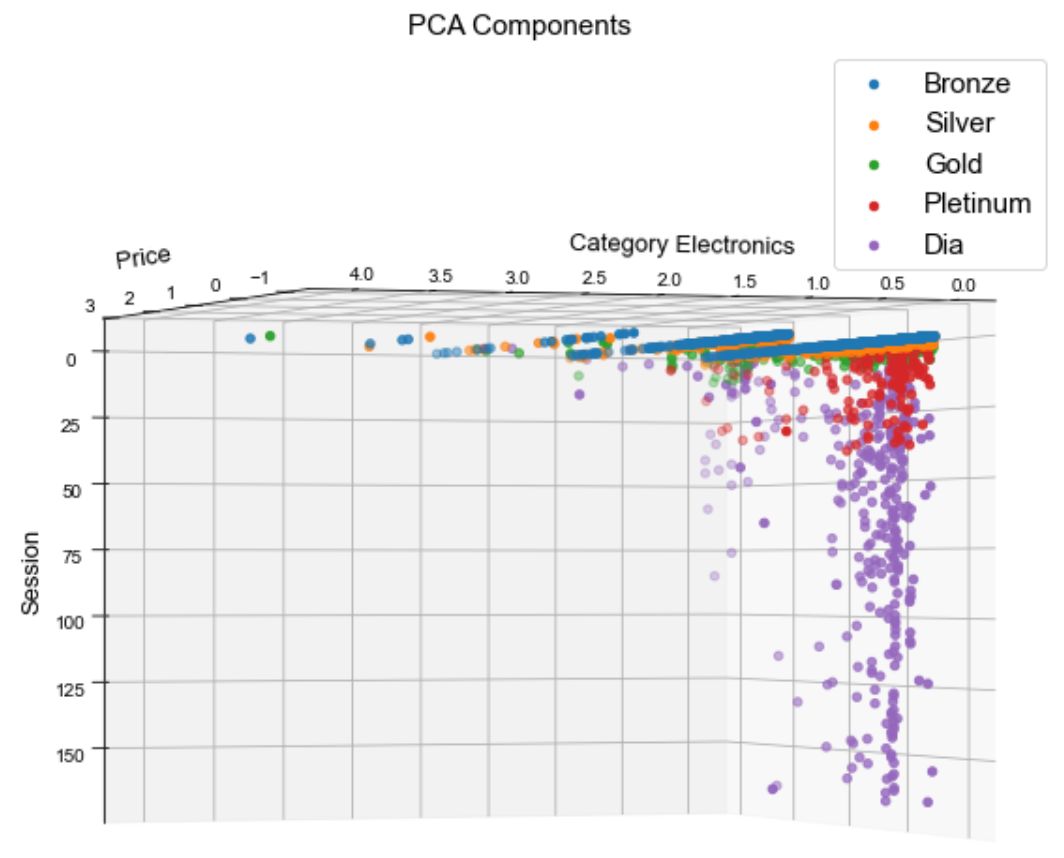 PCA Components
Bronze
Silver
Gold
Pletinum
Dia
Price
Category Electronics
3 2 1 0 −1
4.0 3.5 3.0 2.5 2.0 1.5 1.0 0.5 0.0
0
25
50
75
100
125
150
Session